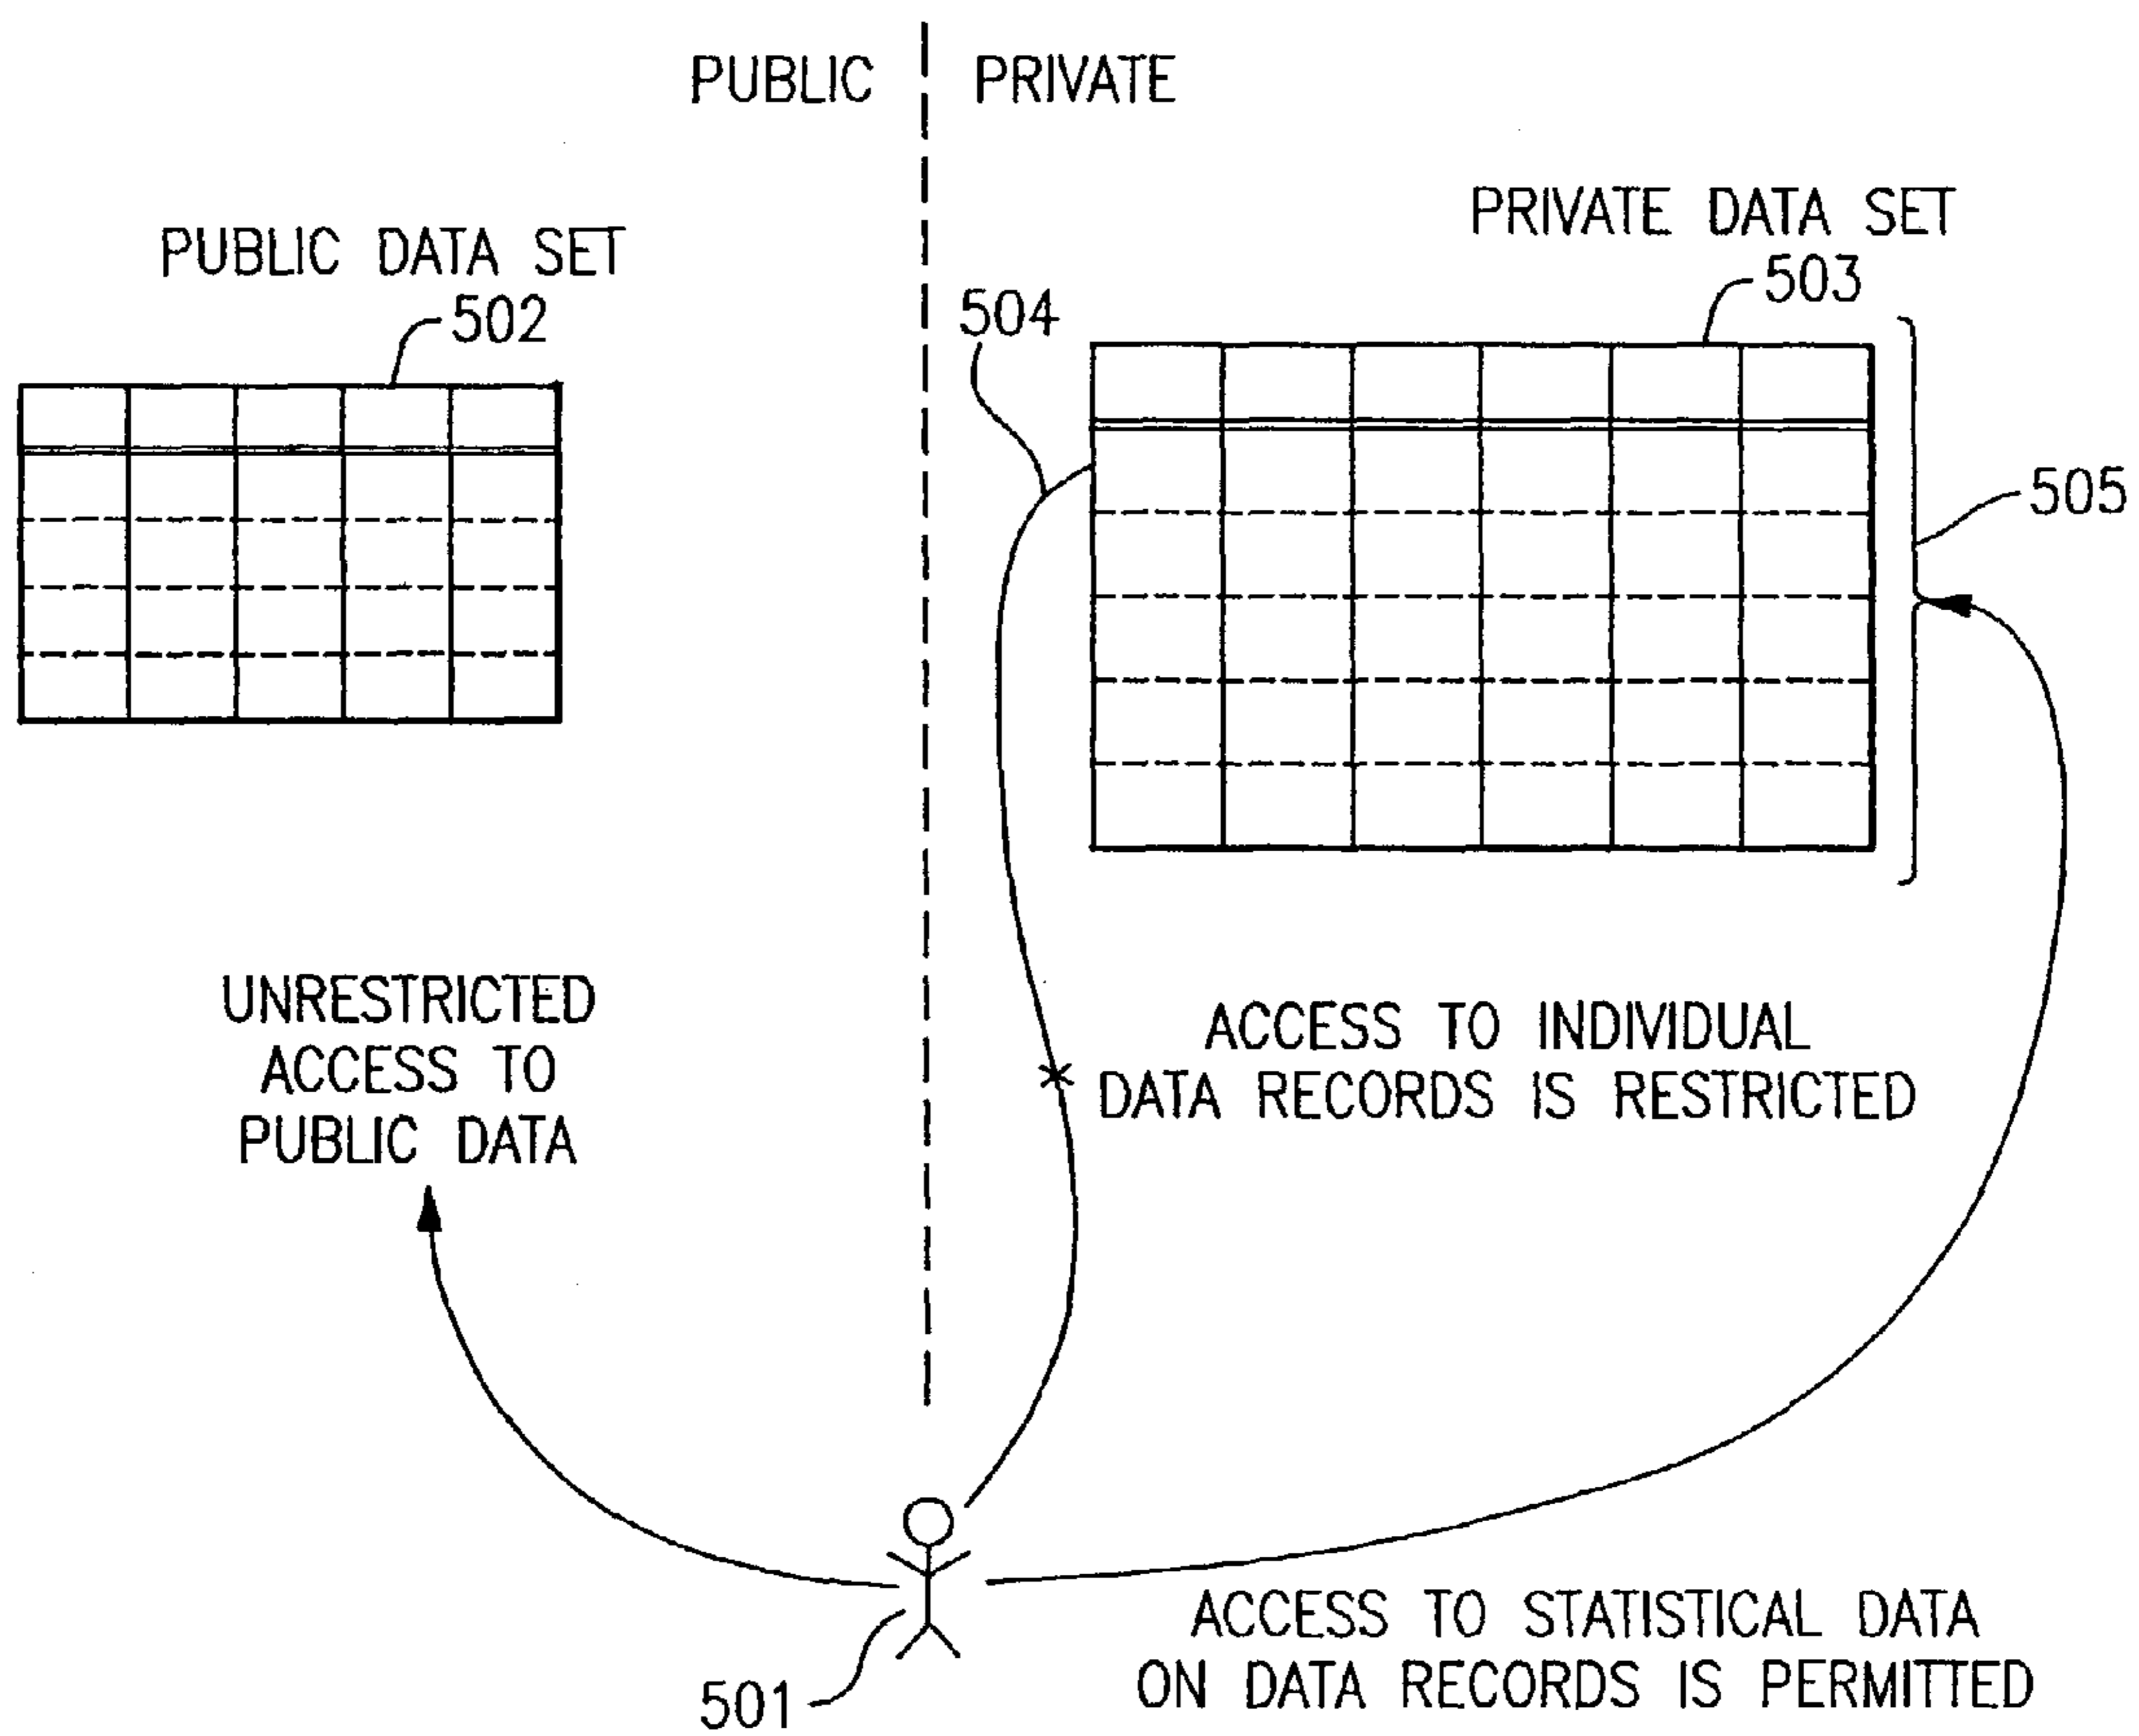 PUBLIC
PRIVATE
PUBLIC DATA SET
502
PRIVATE DATA SET
503
504
505
UNRESTRICTED
ACCESS TO
PUBLIC DATA
ACCESS TO INDIVIDUAL
DATA RECORDS IS RESTRICTED
501
ACCESS TO STATISTICAL DATA
ON DATA RECORDS IS PERMITTED